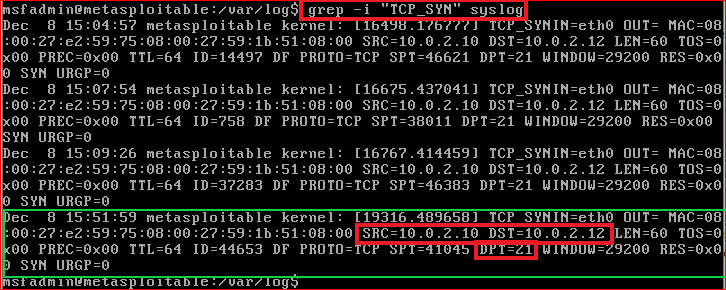 msfadmin@metasploitable:/var/log$ grep -i "TCP_SYN" syslog
Dec  8 15:04:57 metasploitable kernel: [16498.176777] TCP_SYNIN=eth0 OUT= MAC=08
:00:27:e2:59:75:08:00:27:59:1b:51:08:00 SRC=10.0.2.10 DST=10.0.2.12 LEN=60 TOS=0
x00 PREC=0x00 TTL=64 ID=14497 DF PROTO=TCP SPT=46621 DPT=21 WINDOW=29200 RES=0x0
0 SYN URGP=0
Dec  8 15:07:54 metasploitable kernel: [16675.437041] TCP_SYNIN=eth0 OUT= MAC=08
:00:27:e2:59:75:08:00:27:59:1b:51:08:00 SRC=10.0.2.10 DST=10.0.2.12 LEN=60 TOS=0
x00 PREC=0x00 TTL=64 ID=758 DF PROTO=TCP SPT=38011 DPT=21 WINDOW=29200 RES=0x00
SYN URGP=0
Dec  8 15:09:26 metasploitable kernel: [16767.414459] TCP_SYNIN=eth0 OUT= MAC=08
:00:27:e2:59:75:08:00:27:59:1b:51:08:00 SRC=10.0.2.10 DST=10.0.2.12 LEN=60 TOS=0
x00 PREC=0x00 TTL=64 ID=37283 DF PROTO=TCP SPT=46383 DPT=21 WINDOW=29200 RES=0x0
0 SYN URGP=0
Dec  8 15:51:59 metasploitable kernel: [19316.489658] TCP_SYNIN=eth0 OUT= MAC=08
:00:27:e2:59:75:08:00:27:59:1b:51:08:00 SRC=10.0.2.10 DST=10.0.2.12 LEN=60 TOS=0
x00 PREC=0x00 TTL=64 ID=44653 DF PROTO=TCP SPT=41045 DPT=21 WINDOW=29200 RES=0x0
0 SYN URGP=0
msfadmin@metasploitable:/var/log$